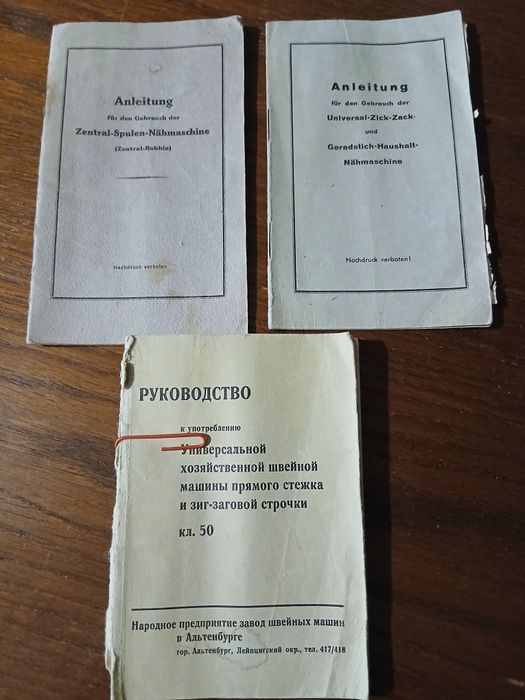 Anleitung
für den Gebrauch der
Zentral-Spulen-Nähmaschine
(Zentral-Bobbin)
Nachdruck verboten
Anleitung
für den Gebrauch der
Universal-Zick-Zack-
und
Geradstich-Haushalt-
Nähmaschine
Nachdruck verboten!
РУКОВОДСТВО
к употреблению
Универсальной
хозяйственной швейной
машины прямого стежка
и зиг-заговой строчки
кл. 50
Народное предприятие завод швейных машин
в Альтенбурге
гор. Альтенбург, Лейпцигский окр., тел. 417/418